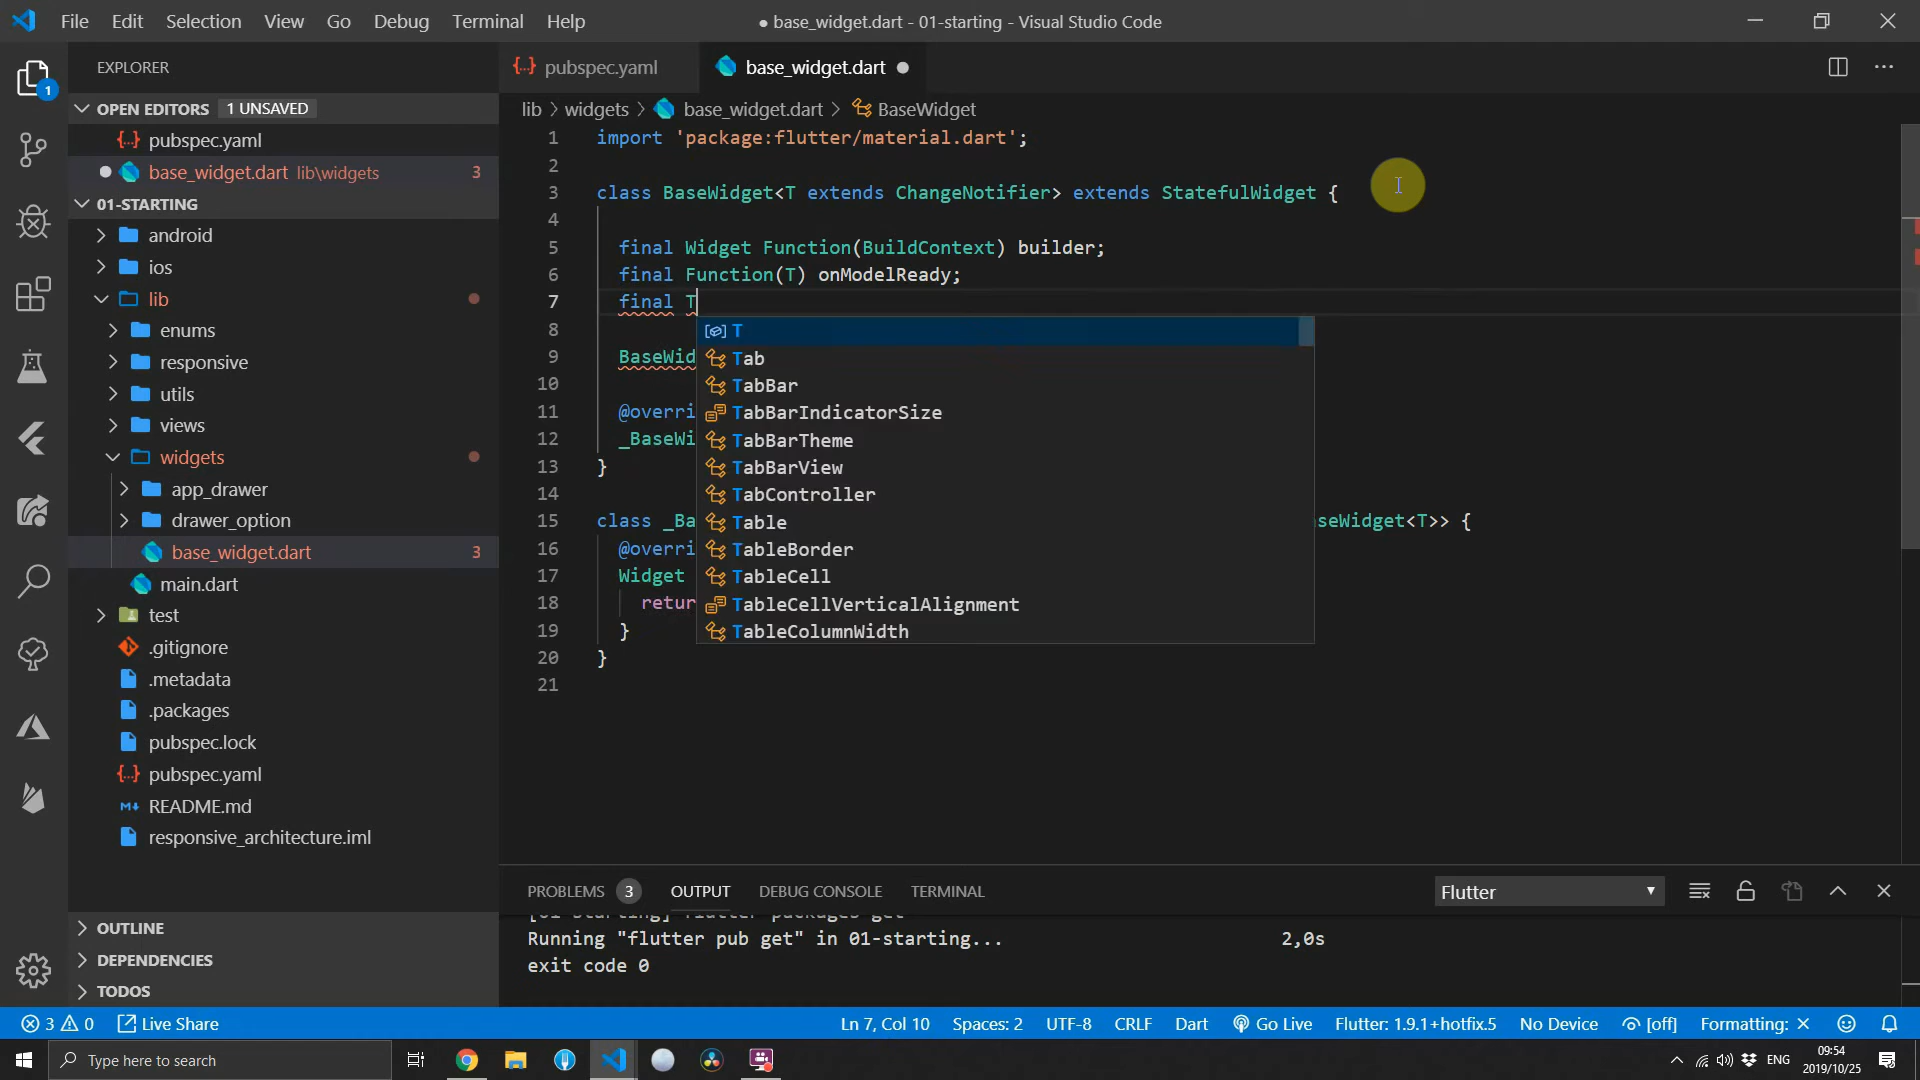 File Edit Selection View Go Debug Terminal Help
● base_widget.dart - 01-starting - Visual Studio Code
EXPLORER
OPEN EDITORS 1 UNSAVED
pubspec.yaml
base_widget.dart lib\widgets 3
01-STARTING
android
ios
lib
enums
responsive
utils
views
widgets
app_drawer
drawer_option
base_widget.dart 3
main.dart
test
.gitignore
.metadata
.packages
pubspec.lock
pubspec.yaml
README.md
responsive_architecture.iml
OUTLINE
DEPENDENCIES
TODOS
1
pubspec.yaml base_widget.dart ●
lib > widgets > base_widget.dart > BaseWidget
1 import 'package:flutter/material.dart';
2
3 class BaseWidget<T extends ChangeNotifier> extends StatefulWidget {
4
5 final Widget Function(BuildContext) builder;
6 final Function(T) onModelReady;
7 final T
8
9 BaseWid
10
11 @overri
12 _BaseWi
13 }
14
15 class _Ba seWidget<T>> {
16 @overri
17 Widget
18 retur
19 }
20 }
21
T
Tab
TabBar
TabBarIndicatorSize
TabBarTheme
TabBarView
TabController
Table
TableBorder
TableCell
TableCellVerticalAlignment
TableColumnWidth
PROBLEMS 3 OUTPUT DEBUG CONSOLE TERMINAL
Flutter
[01-starting] flutter packages get
Running "flutter pub get" in 01-starting... 2,0s
exit code 0
3 0 Live Share
Ln 7, Col 10 Spaces: 2 UTF-8 CRLF Dart Go Live Flutter: 1.9.1+hotfix.5 No Device [off] Formatting: ✕
Type here to search
ENG
09:54
2019/10/25